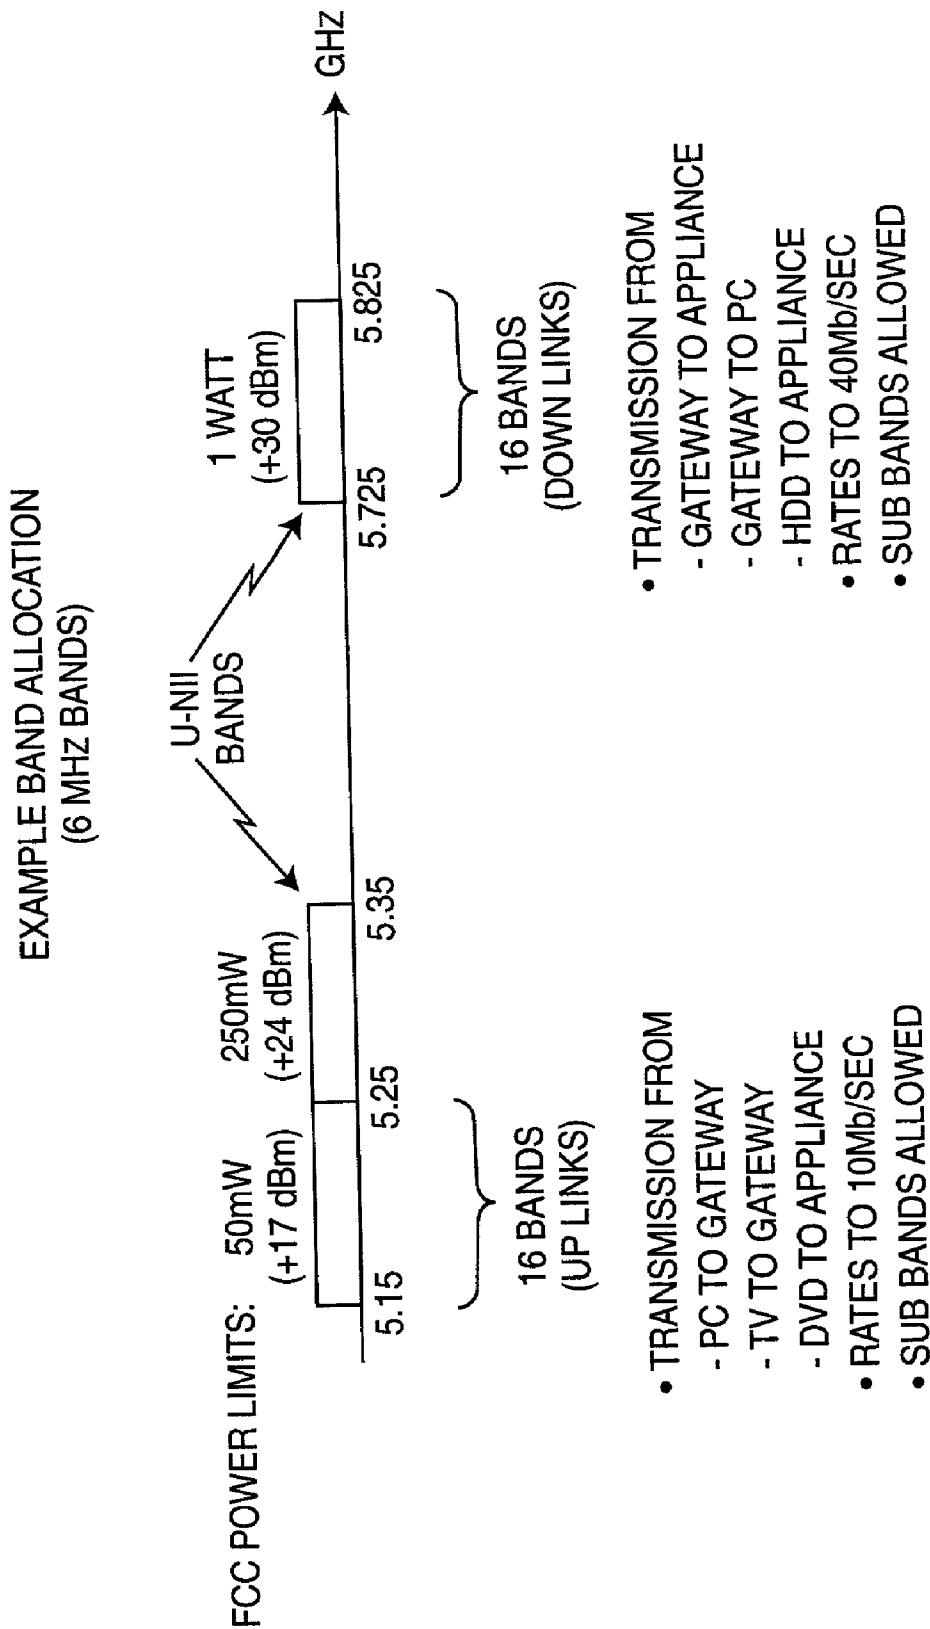 EXAMPLE BAND ALLOCATION
(6 MHZ BANDS)
U-NII
BANDS
FCC POWER LIMITS:
50mW
(+17 dBm)
250mW
(+24 dBm)
1 WATT
(+30 dBm)
5.15
5.25
5.35
5.725
5.825
GHz
16 BANDS
(UP LINKS)
• TRANSMISSION FROM
- PC TO GATEWAY
- TV TO GATEWAY
- DVD TO APPLIANCE
• RATES TO 10Mb/SEC
• SUB BANDS ALLOWED
16 BANDS
(DOWN LINKS)
• TRANSMISSION FROM
- GATEWAY TO APPLIANCE
- GATEWAY TO PC
- HDD TO APPLIANCE
• RATES TO 40Mb/SEC
• SUB BANDS ALLOWED